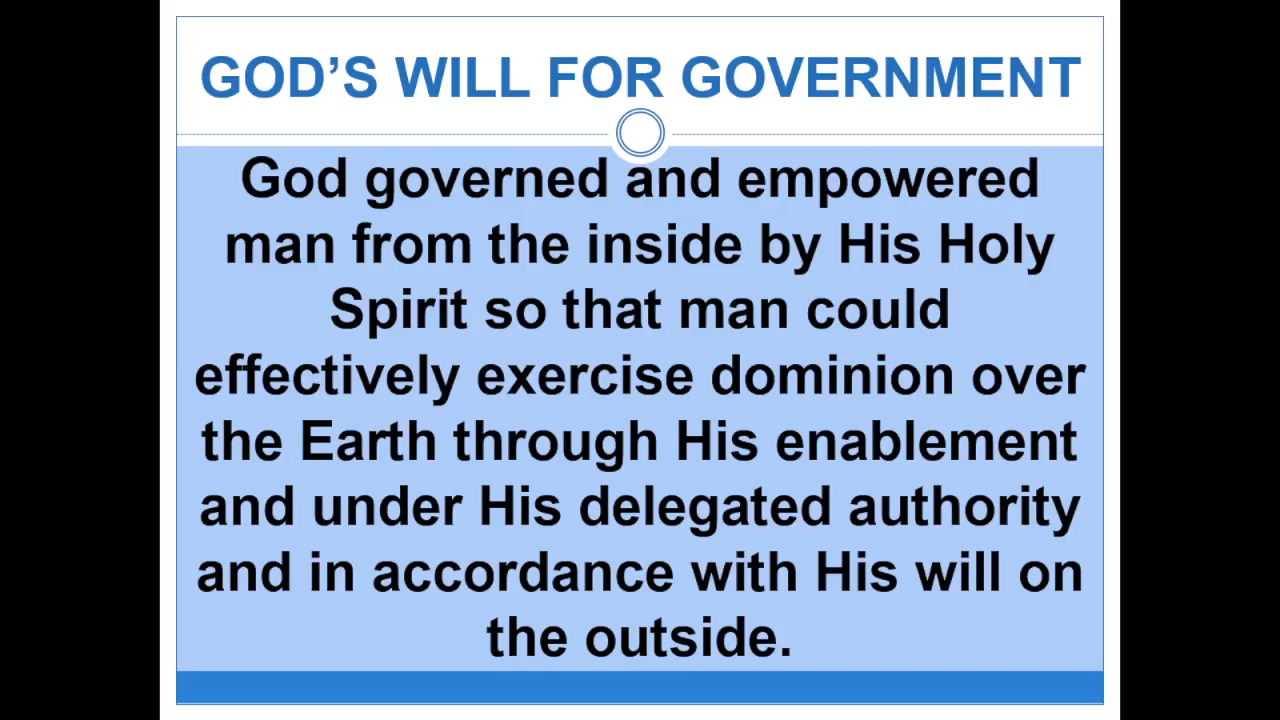 GOD’S WILL FOR GOVERNMENT
God governed and empowered
man from the inside by His Holy
Spirit so that man could
effectively exercise dominion over
the Earth through His enablement
and under His delegated authority
and in accordance with His will on
the outside.